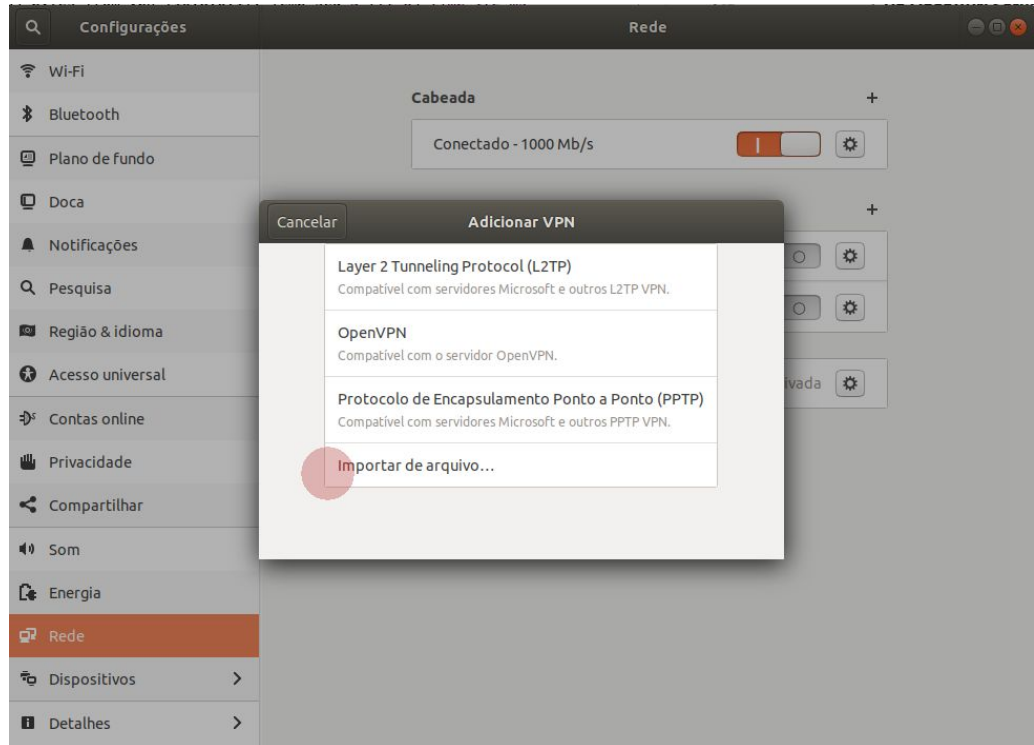 Configurações
Rede
Wi-Fi
Bluetooth
Plano de fundo
Doca
Notificações
Pesquisa
Região & idioma
Acesso universal
Contas online
Privacidade
Compartilhar
Som
Energia
Rede
Dispositivos
Detalhes
Cabeada
Conectado - 1000 Mb/s
Cancelar
Adicionar VPN
Layer 2 Tunneling Protocol (L2TP)
Compatível com servidores Microsoft e outros L2TP VPN.
OpenVPN
Compatível com o servidor OpenVPN.
Protocolo de Encapsulamento Ponto a Ponto (PPTP)
Compatível com servidores Microsoft e outros PPTP VPN.
Importar de arquivo...